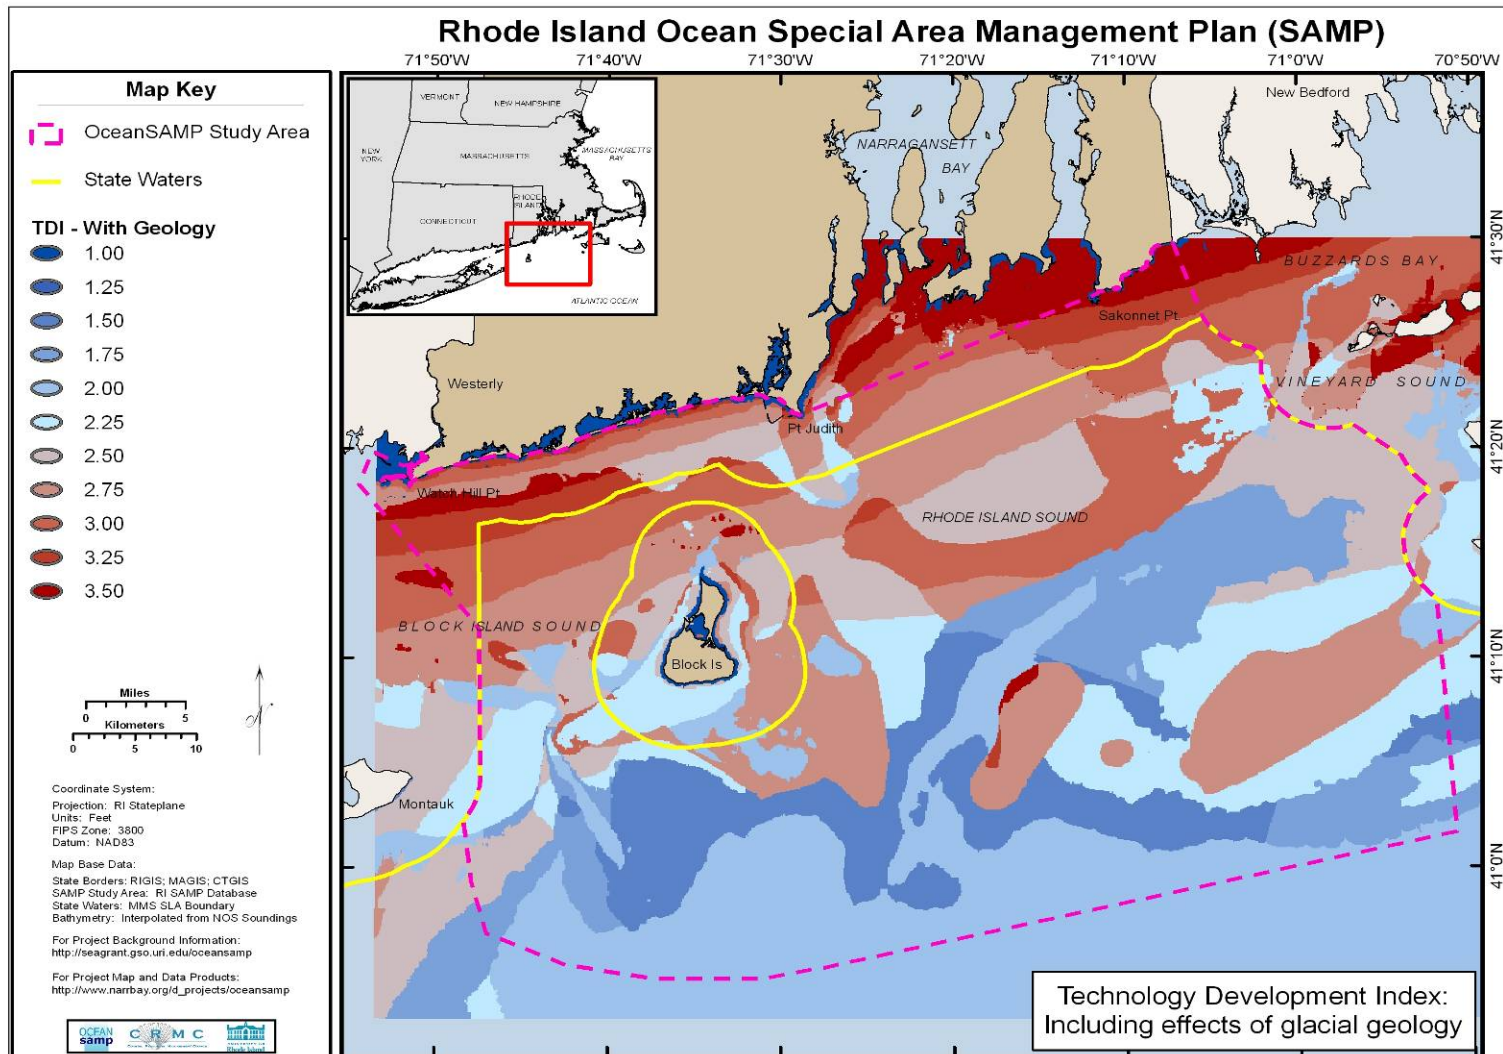 Rhode Island Ocean Special Area Management Plan (SAMP)
71°50'W
71°40'W
71°30'W
71°20'W
71°10'W
71°0'W
70°50'W
Map Key
OceanSAMP Study Area
State Waters
TDI - With Geology
1.00
1.25
1.50
1.75
2.00
2.25
2.50
2.75
3.00
3.25
3.50
Miles
0 5
Kilometers
0 5 10
N
Coordinate System:
Projection: RI Stateplane
Units: Feet
FIPS Zone: 3800
Datum: NAD83
Map Base Data:
State Borders: RIGIS; MAGIS; CTGIS
SAMP Study Area: RI SAMP Database
State Waters: MMS SLA Boundary
Bathymetry: Interpolated from NOS Soundings
For Project Background Information:
http://seagrant.gso.uri.edu/oceansamp
For Project Map and Data Products:
http://www.narrbay.org/d_projects/oceansamp
OCEAN
samp
CRMC
Rhode Island
VERMONT
NEW HAMPSHIRE
NEW
YORK
MASSACHUSETTS
MASSACHUSETTS
BAY
RHODE
ISLAND
CONNECTICUT
ATLANTIC OCEAN
New Bedford
NARRAGANSETT
BAY
BUZZARDS BAY
Sakonnet Pt.
VINEYARD SOUND
Westerly
Pt Judith
Watch Hill Pt
RHODE ISLAND SOUND
BLOCK ISLAND SOUND
Block Is
Montauk
41°30'N
41°20'N
41°10'N
41°0'N
Technology Development Index:
Including effects of glacial geology